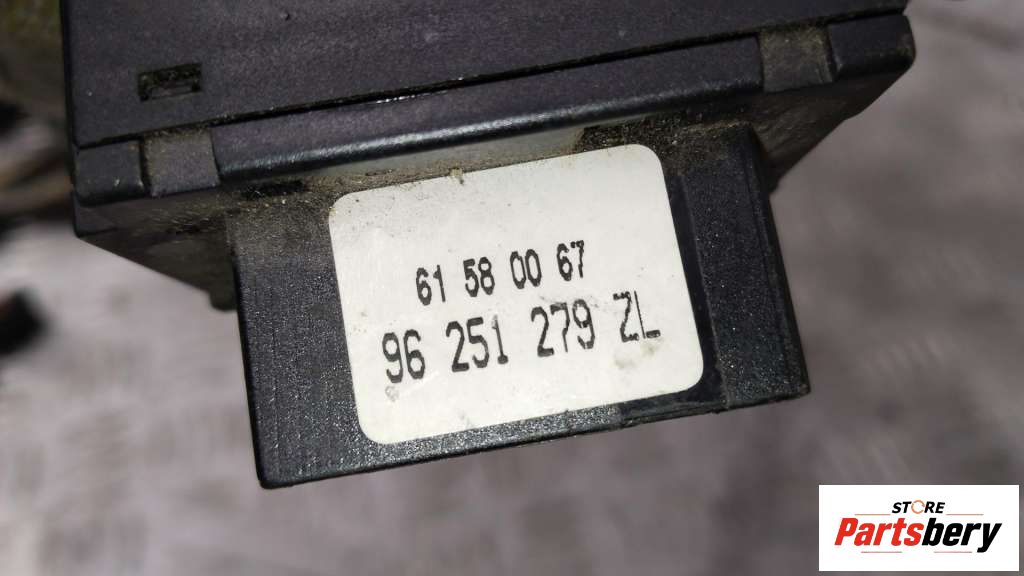 61 58 00 67
96 251 279 ZL
STORE
Partsbery